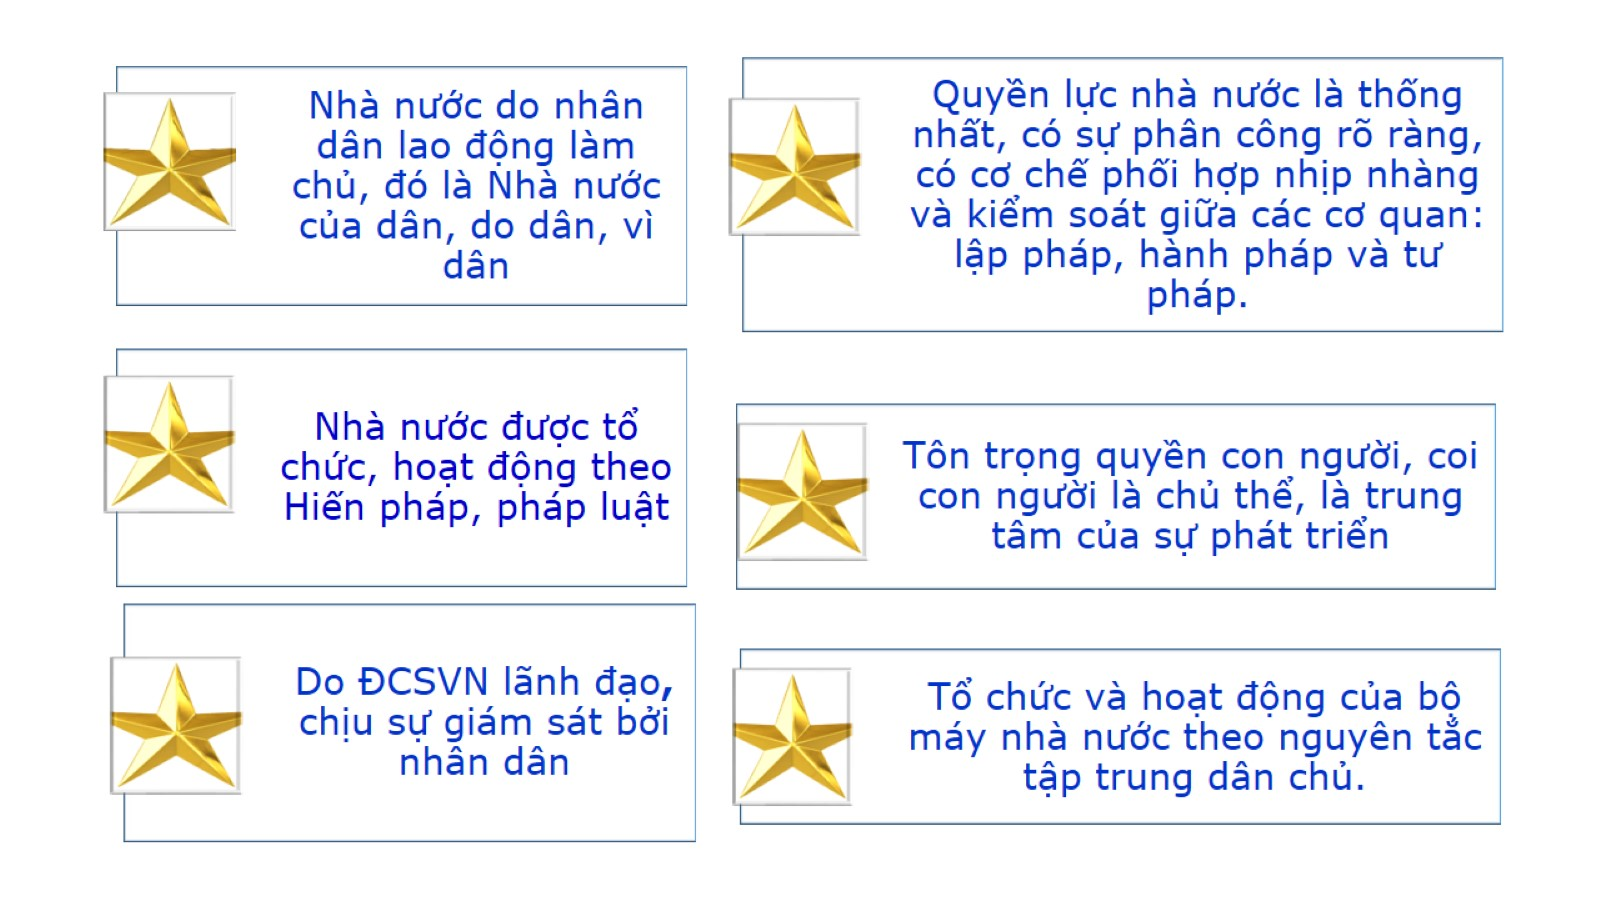 Nhà nước do nhân
dân lao động làm
chủ, đó là Nhà nước
của dân, do dân, vì
dân
Quyền lực nhà nước là thống
nhất, có sự phân công rõ ràng,
có cơ chế phối hợp nhịp nhàng
và kiểm soát giữa các cơ quan:
lập pháp, hành pháp và tư
pháp.
Nhà nước được tổ
chức, hoạt động theo
Hiến pháp, pháp luật
Tôn trọng quyền con người, coi
con người là chủ thể, là trung
tâm của sự phát triển
Do ĐCSVN lãnh đạo,
chịu sự giám sát bởi
nhân dân
Tổ chức và hoạt động của bộ
máy nhà nước theo nguyên tắc
tập trung dân chủ.